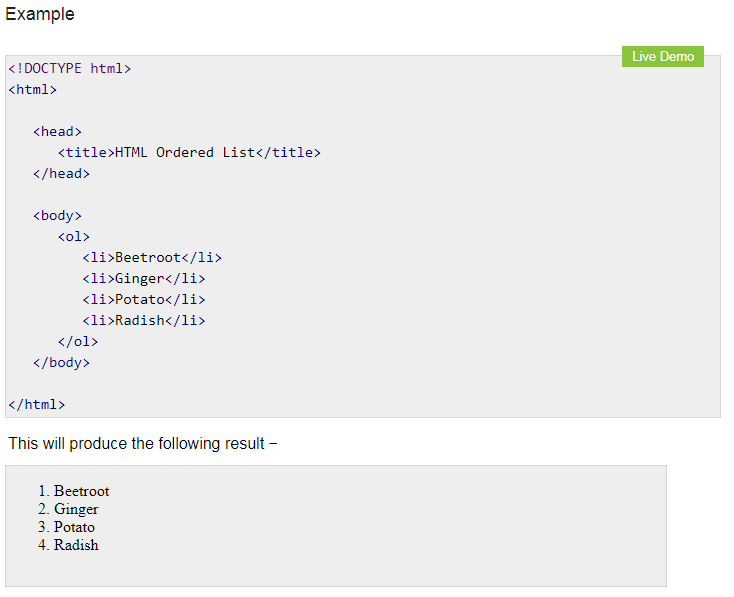 Example
Live Demo
<!DOCTYPE html>
<html>
<head>
<title>HTML Ordered List</title>
</head>
<body>
<ol>
<li>Beetroot</li>
<li>Ginger</li>
<li>Potato</li>
<li>Radish</li>
</ol>
</body>
</html>
This will produce the following result −
1. Beetroot
2. Ginger
3. Potato
4. Radish